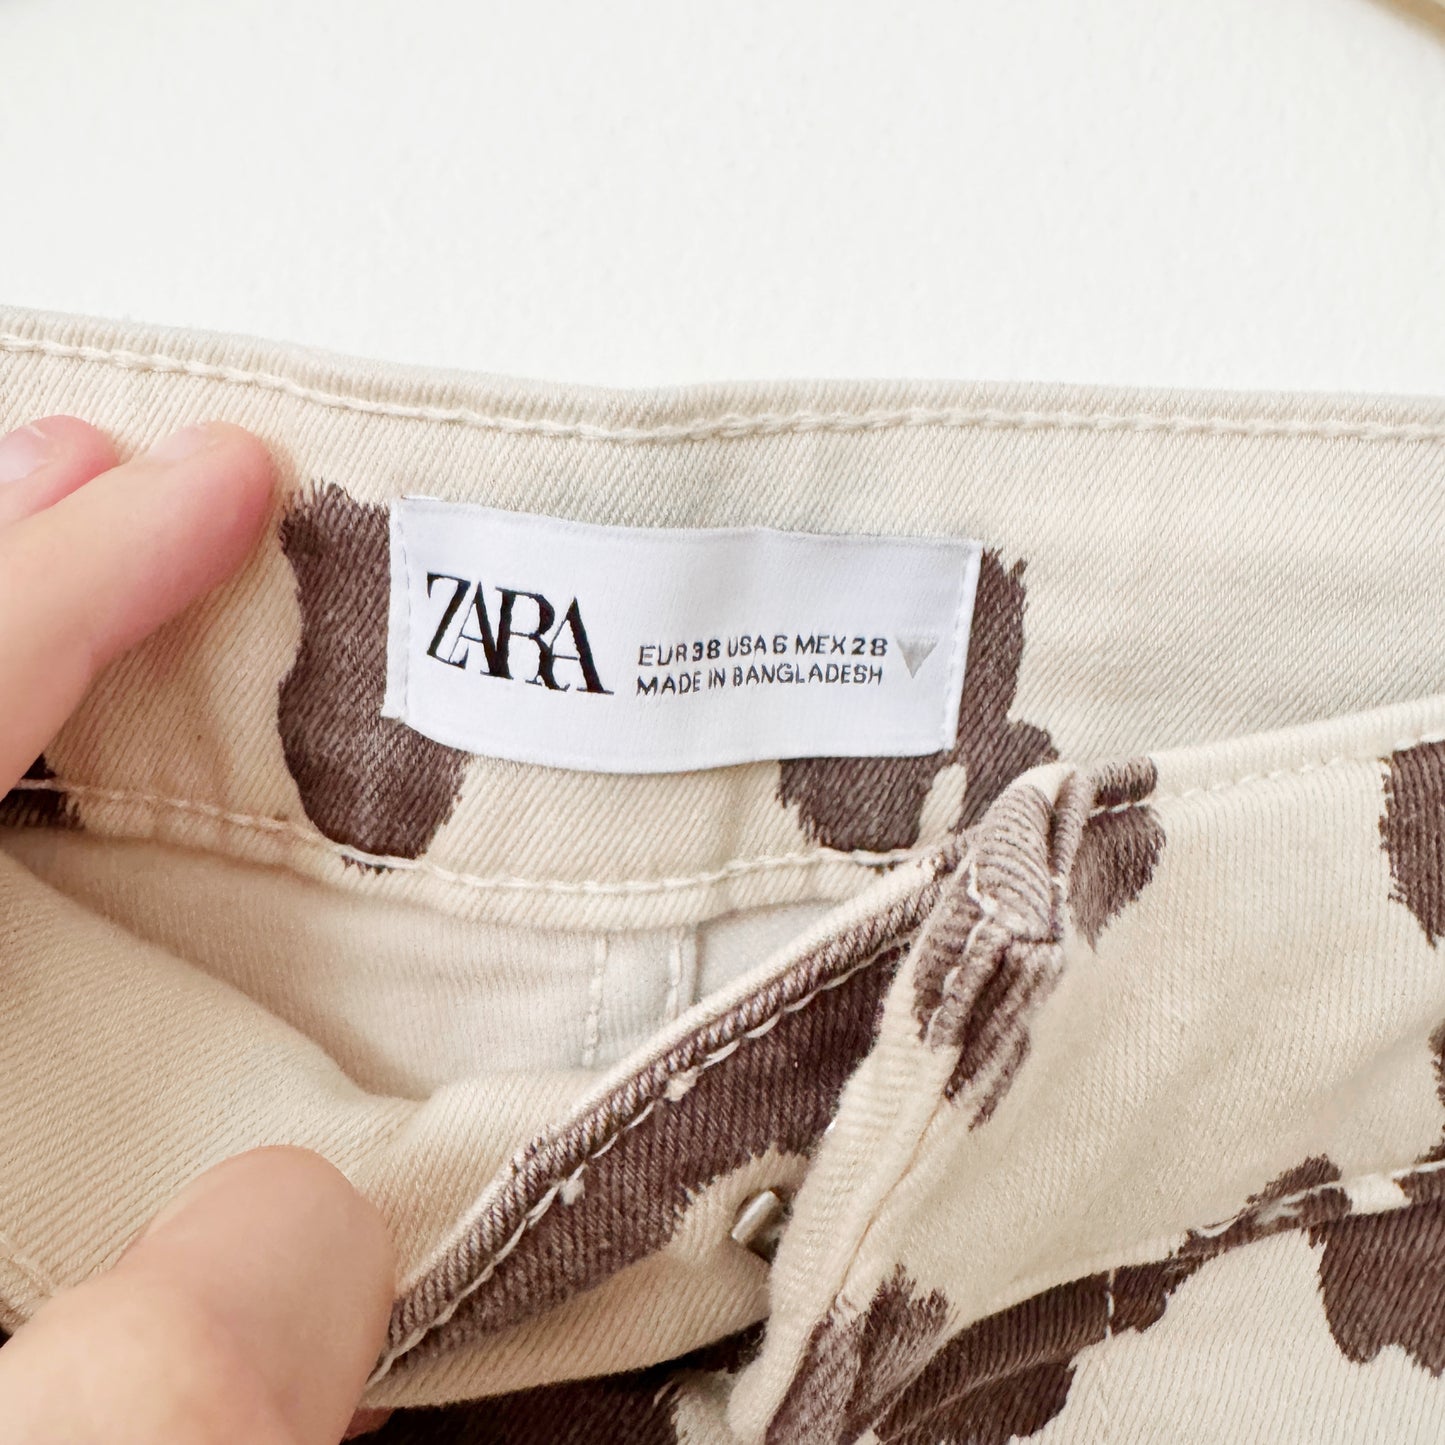 ZARA
EUR 38 USA 6 MEX 28
MADE IN BANGLADESH